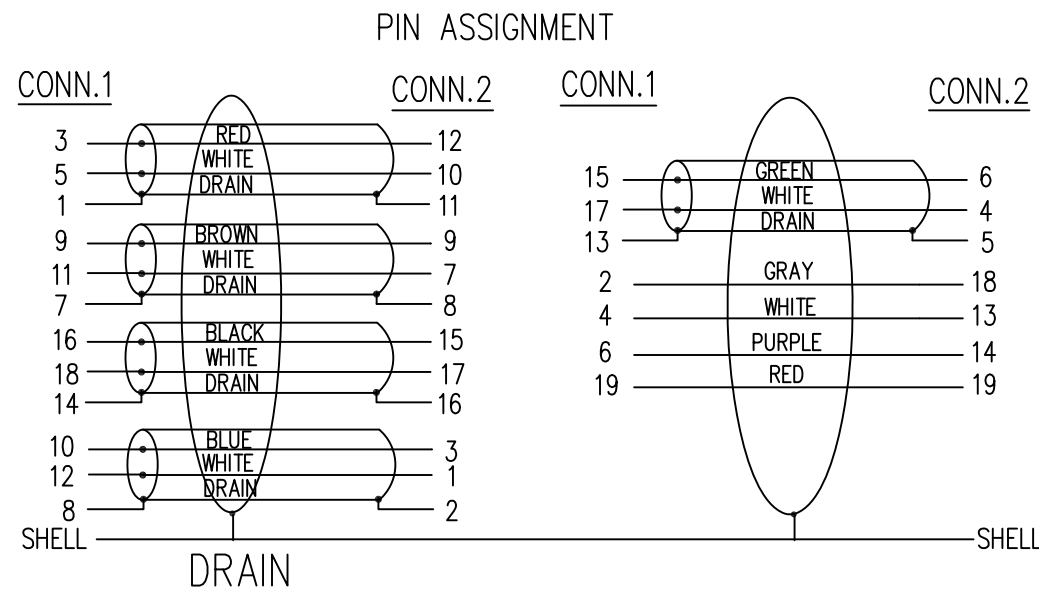 PIN ASSIGNMENT
CONN.1 CONN.2
3 RED 12
5 WHITE 10
DRAIN
1 11
9 BROWN 9
11 WHITE 7
DRAIN
7 8
16 BLACK 15
18 WHITE 17
DRAIN
14 16
10 BLUE 3
12 WHITE 1
DRAIN
8 2
CONN.1 CONN.2
15 GREEN 6
17 WHITE 4
DRAIN
13 5
2 GRAY 18
4 WHITE 13
6 PURPLE 14
19 RED 19
SHELL SHELL
DRAIN